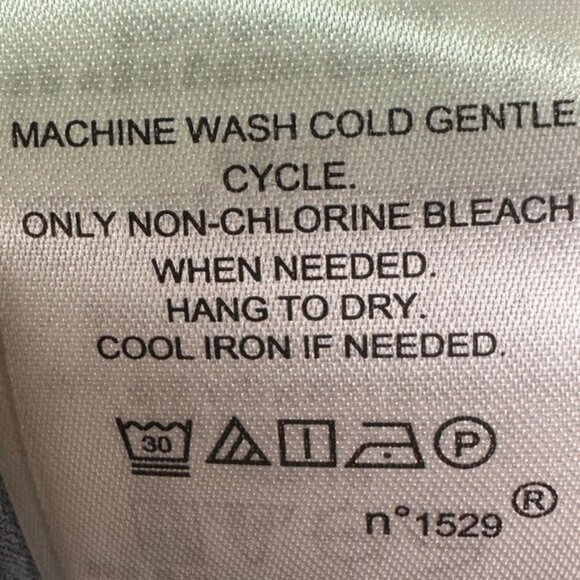 MACHINE WASH COLD GENTLE
CYCLE.
ONLY NON-CHLORINE BLEACH
WHEN NEEDED.
HANG TO DRY.
COOL IRON IF NEEDED.
30 P
n°1529 ®